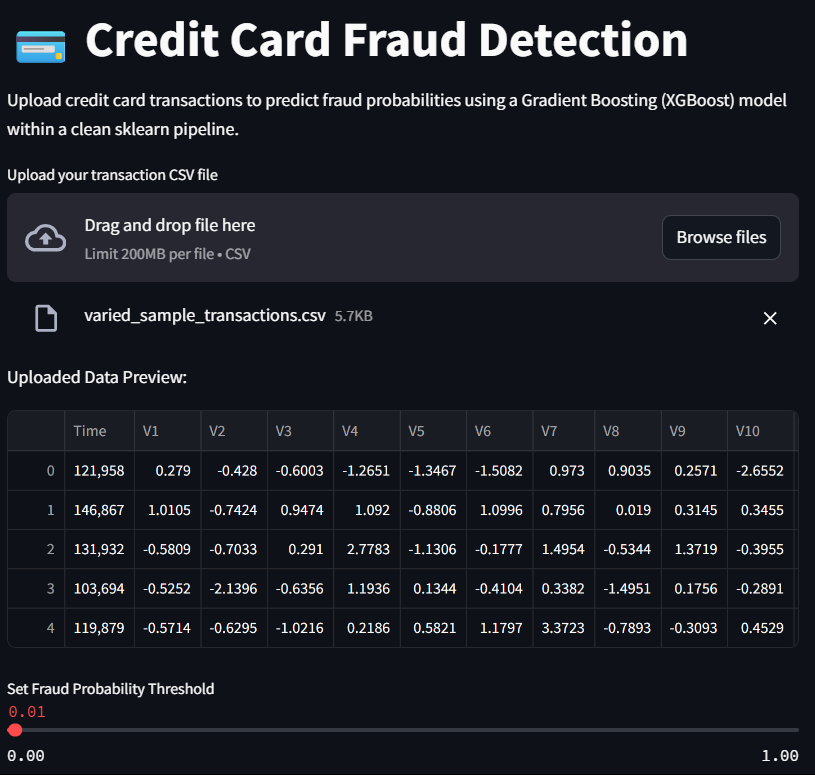 Credit Card Fraud Detection
Upload credit card transactions to predict fraud probabilities using a Gradient Boosting (XGBoost) model
within a clean sklearn pipeline.
Upload your transaction CSV file
Drag and drop file here
Limit 200MB per file • CSV
Browse files
varied_sample_transactions.csv 5.7KB
Uploaded Data Preview:
Time V1 V2 V3 V4 V5 V6 V7 V8 V9 V10
0 121,958 0.279 -0.428 -0.6003 -1.2651 -1.3467 -1.5082 0.973 0.9035 0.2571 -2.6552
1 146,867 1.0105 -0.7424 0.9474 1.092 -0.8806 1.0996 0.7956 0.019 0.3145 0.3455
2 131,932 -0.5809 -0.7033 0.291 2.7783 -1.1306 -0.1777 1.4954 -0.5344 1.3719 -0.3955
3 103,694 -0.5252 -2.1396 -0.6356 1.1936 0.1344 -0.4104 0.3382 -1.4951 0.1756 -0.2891
4 119,879 -0.5714 -0.6295 -1.0216 0.2186 0.5821 1.1797 3.3723 -0.7893 -0.3093 0.4529
Set Fraud Probability Threshold
0.01
0.00 1.00